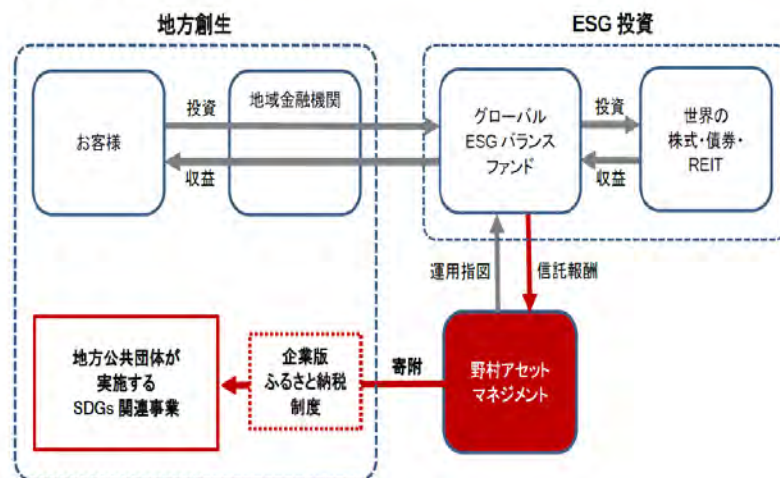 地方創生
ESG 投資
お客様
投資
収益
地域金融機関
グローバル
ESG バランス
ファンド
投資
収益
世界の
株式・債券・
REIT
運用指図
信託報酬
地方公共団体が
実施する
SDGs 関連事業
企業版
ふるさと納税
制度
寄附
野村アセット
マネジメント